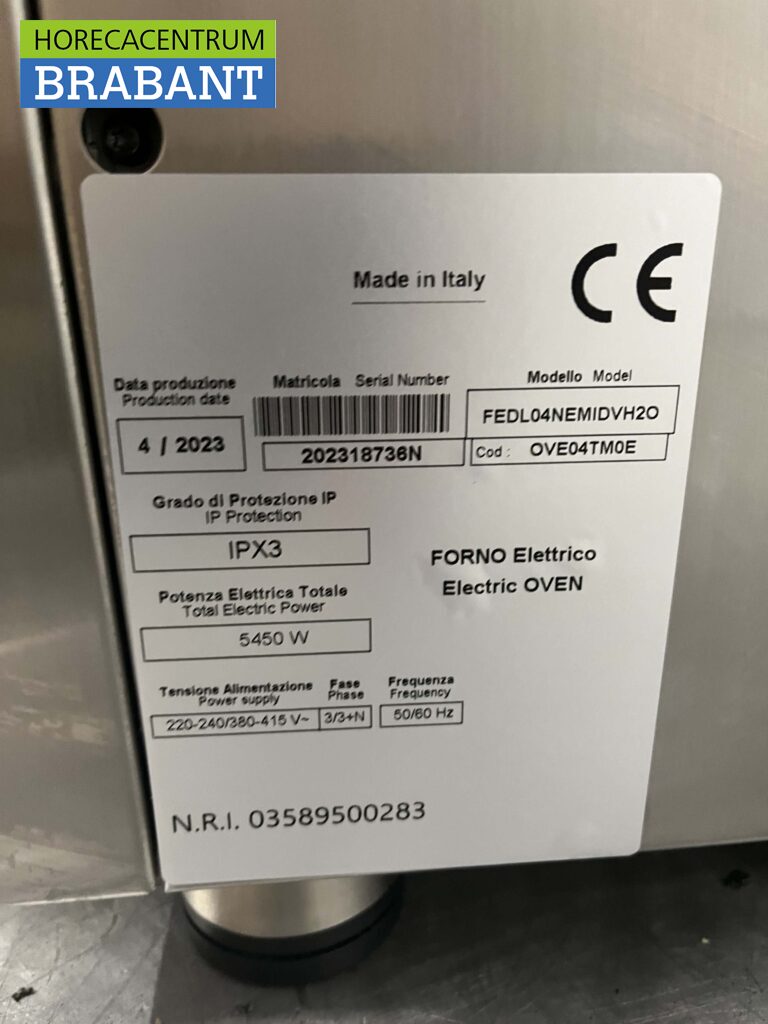 HORECACENTRUM
BRABANT
Made in Italy
CE
Data produzione
Production date
4 / 2023
Matricola Serial Number
202318736N
Modello Model
FEDL04NEMIDVH2O
Cod : OVE04TM0E
Grado di Protezione IP
IP Protection
IPX3
FORNO Elettrico
Electric OVEN
Potenza Elettrica Totale
Total Electric Power
5450 W
Tensione Alimentazione
Power supply
220-240/380-415 V~
Fase
Phase
3/3+N
Frequenza
Frequency
50/60 Hz
N.R.I. 03589500283